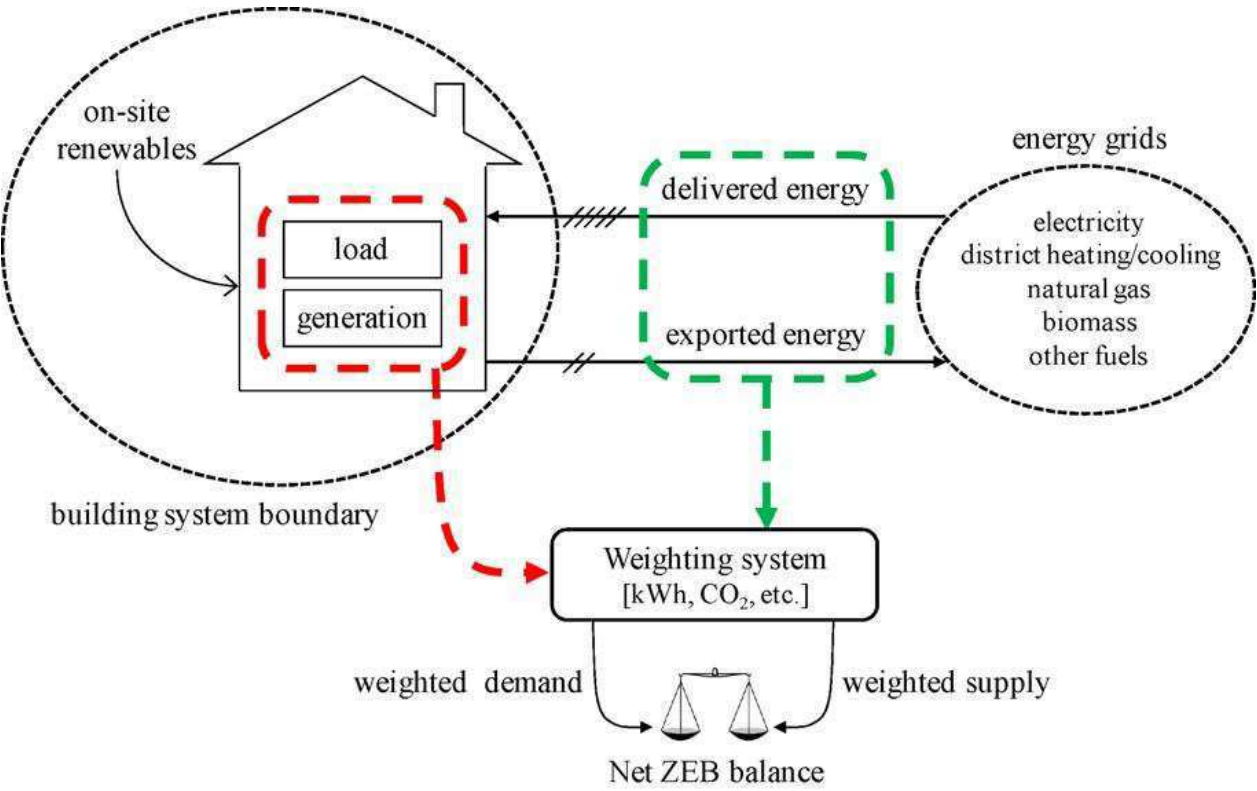 on-site
renewables
load
generation
building system boundary
delivered energy
exported energy
energy grids
electricity
district heating/cooling
natural gas
biomass
other fuels
Weighting system
[kWh, CO₂, etc.]
weighted demand
weighted supply
Net ZEB balance